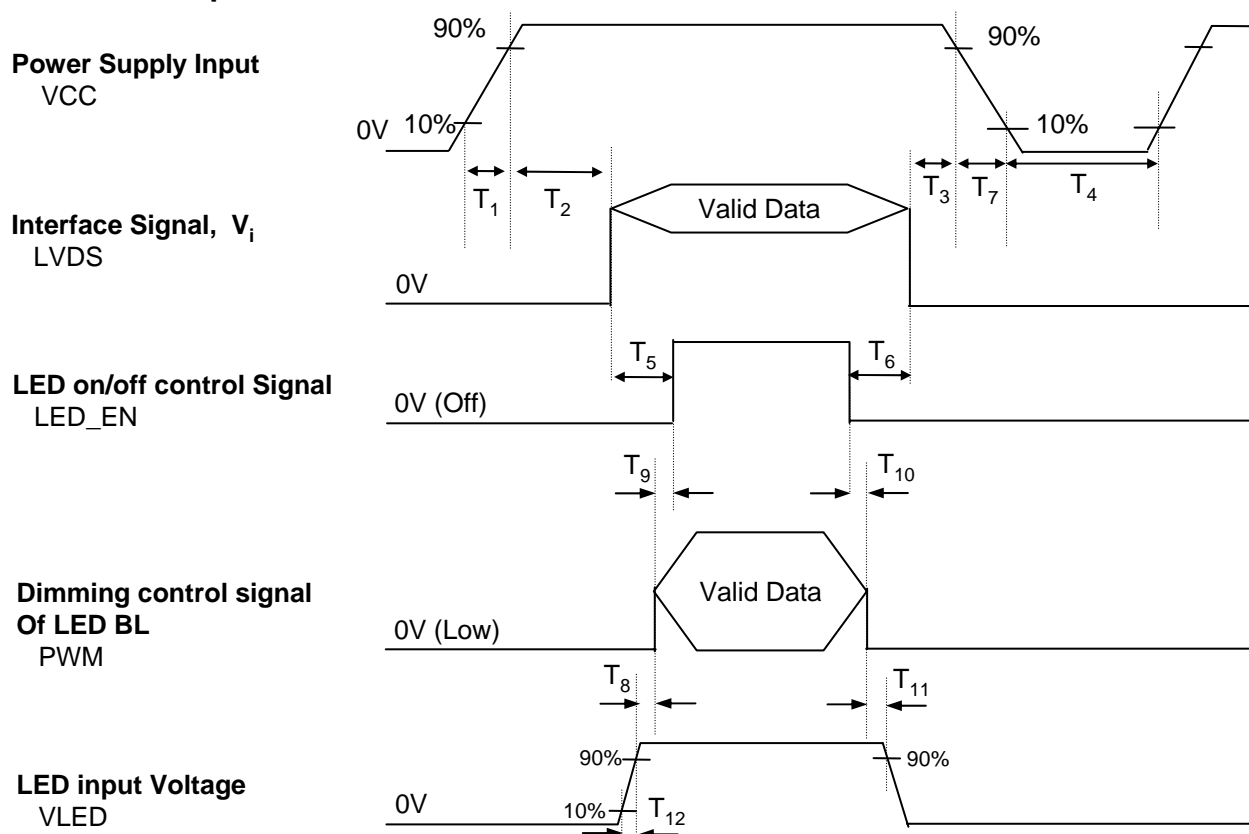 90%
90%
Power Supply Input
VCC
0V
10%
10%
T1
T2
T3
T7
T4
Interface Signal, Vi
LVDS
Valid Data
0V
T5
T6
LED on/off control Signal
LED_EN
0V (Off)
T9
T10
Dimming control signal
Of LED BL
PWM
Valid Data
0V (Low)
T8
T11
90%
90%
LED input Voltage
VLED
0V
10%
T12